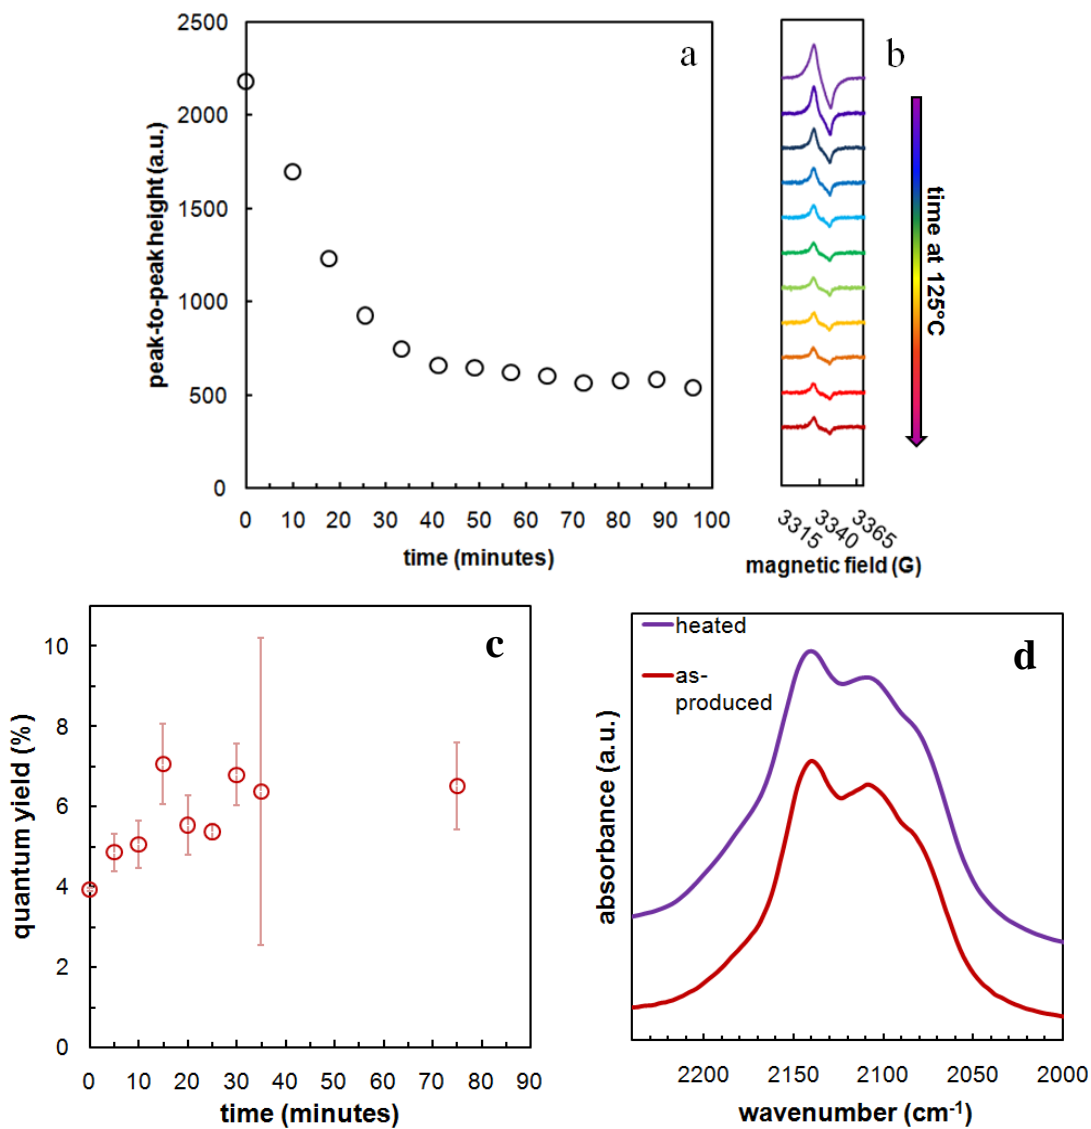 2500
2000
1500
1000
500
0
peak-to-peak height (a.u.)
a
0 10 20 30 40 50 60 70 80 90 100
time (minutes)
b
time at 125°C
3315 3340 3365
magnetic field (G)
10
8
6
4
2
0
quantum yield (%)
c
0 10 20 30 40 50 60 70 80 90
time (minutes)
heated
as-
produced
d
absorbance (a.u.)
2200 2150 2100 2050 2000
wavenumber (cm-1)